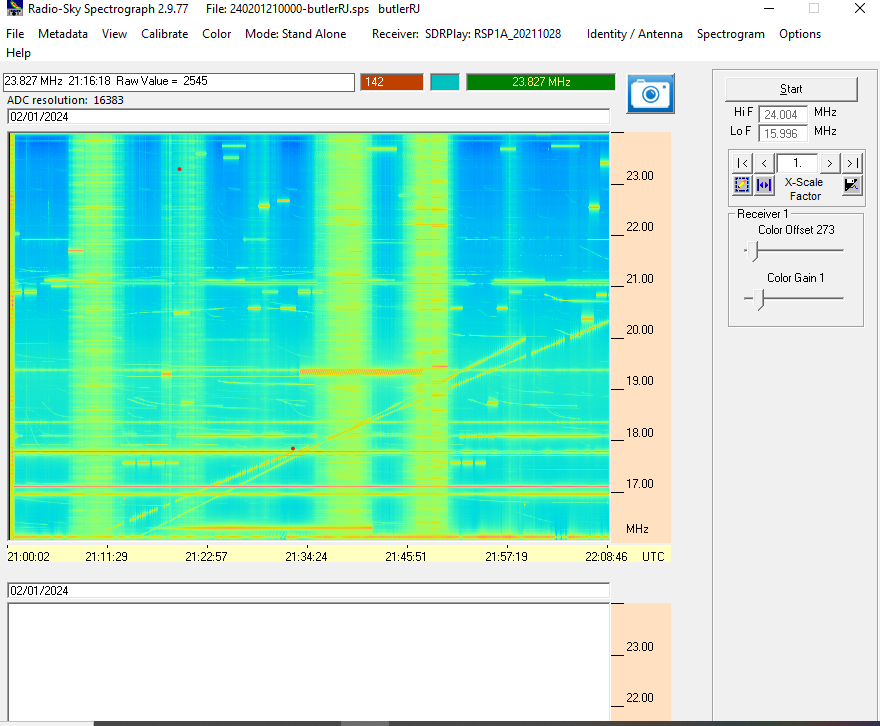 Radio-Sky Spectrograph 2.9.77 File: 240201210000-butlerRJ.sps butlerRJ
File Metadata View Calibrate Color Mode: Stand Alone Receiver: SDRPlay: RSP1A_20211028 Identity / Antenna Spectrogram Options
Help
23.827 MHz 21:16:18 Raw Value = 2545
142
23.827 MHz
ADC resolution: 16383
02/01/2024
23.00
22.00
21.00
20.00
19.00
18.00
17.00
MHz
21:00:02 21:11:29 21:22:57 21:34:24 21:45:51 21:57:19 22:08:46 UTC
02/01/2024
23.00
22.00
Start
Hi F 24.004 MHz
Lo F 15.996 MHz
|< < 1. > >|
X-Scale
Factor
Receiver 1
Color Offset 273
Color Gain 1